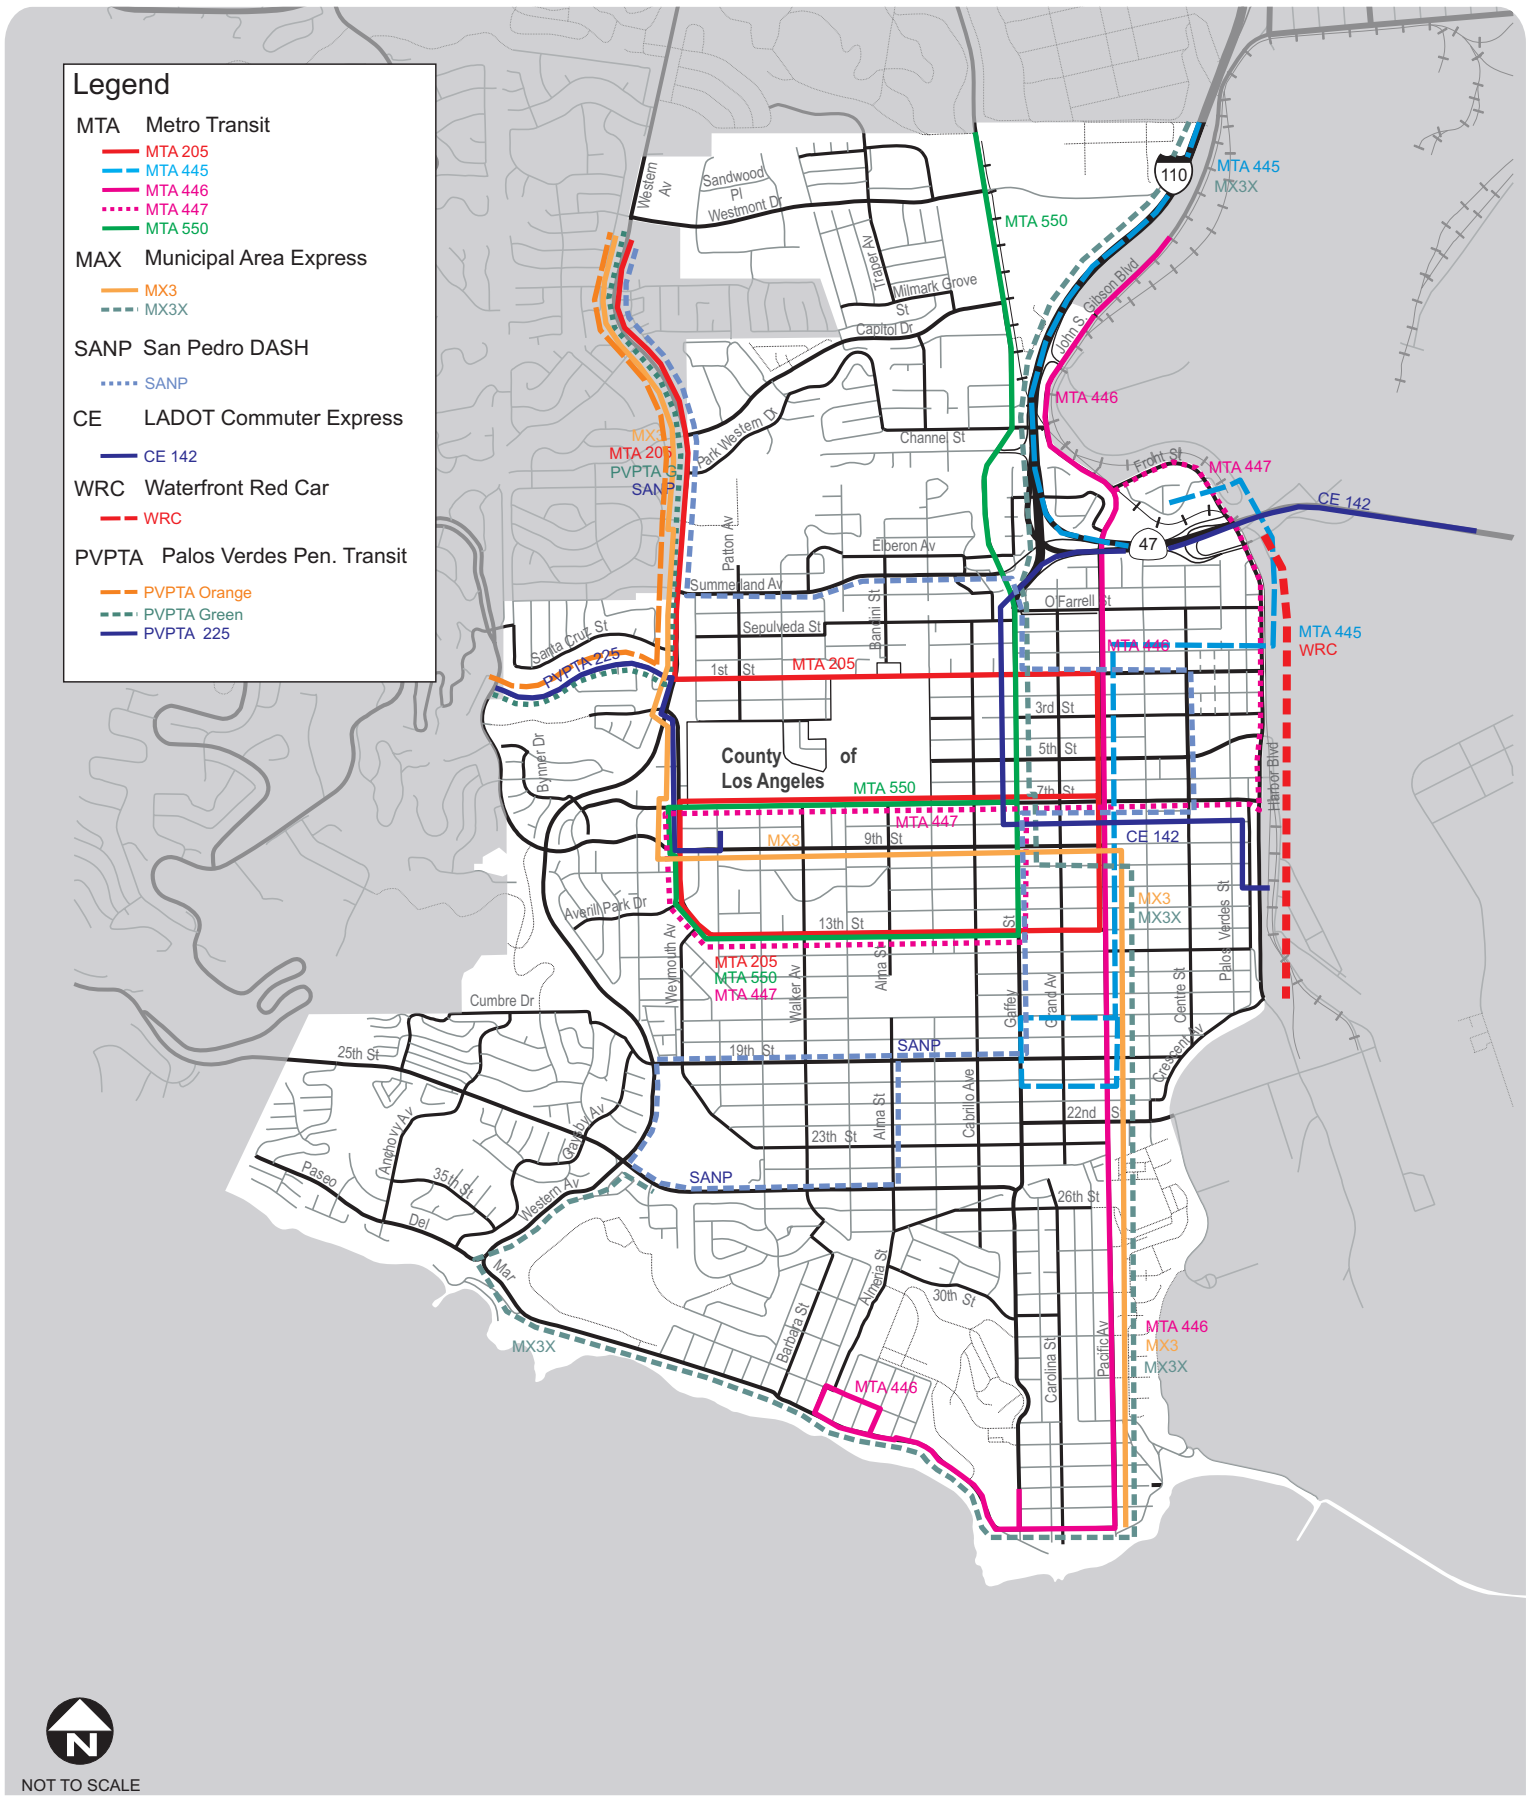 Legend
MTA Metro Transit
MTA 205
MTA 445
MTA 446
MTA 447
MTA 550
MAX Municipal Area Express
MX3
MX3X
SANP San Pedro DASH
SANP
CE LADOT Commuter Express
CE 142
WRC Waterfront Red Car
WRC
PVPTA Palos Verdes Pen. Transit
PVPTA Orange
PVPTA Green
PVPTA 225
Western Av
Sandwood Pl
Westmont Dr
110
MTA 445
MX3X
MTA 550
Traper Av
Milmark Grove St
John S. Gibson Blvd
Capitol Dr
MTA 446
MX3
MTA 205
PVPTA G
SANP
Park Western Dr
Channel St
Front St
MTA 447
CE 142
Patton Av
Elberon Av
47
Summerland Av
Bandini St
O'Farrell St
Santa Cruz St
Sepulveda St
MTA 445
WRC
PVPTA 225
1st St
MTA 205
MTA 446
3rd St
Bynner Dr
County of
Los Angeles
5th St
Harbor Blvd
MTA 550
7th St
MTA 447
MX3
9th St
CE 142
Averill Park Dr
13th St
St
MX3
MX3X
Palos Verdes St
Weymouth Av
MTA 205
MTA 550
MTA 447
Walker Av
Alma St
Gaffey
Grand Av
Centre St
Cumbre Dr
25th St
19th St
SANP
Crescent Av
Anchovy Av
Gaysby Av
Alma St
Cabrillo Ave
22nd S
23th St
Paseo
35th St
Western Av
SANP
26th St
Del
Mar
Almeria St
30th St
Barbara St
MX3X
MTA 446
Carolina St
Pacific Av
MTA 446
MX3
MX3X
N
NOT TO SCALE